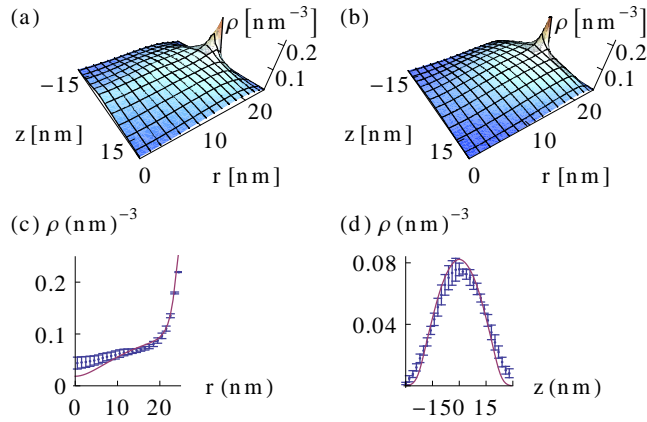 (a) ρ [nm⁻³]
0.2
0.1
−15
z [nm]
15
0
10
20
r [nm]
(b) ρ [nm⁻³]
0.2
0.1
−15
z [nm]
15
0
10
20
r [nm]
(c) ρ (nm)⁻³
0.2
0.1
0
0 10 20 r (nm)
(d) ρ (nm)⁻³
0.08
0.04
−150 15 z (nm)